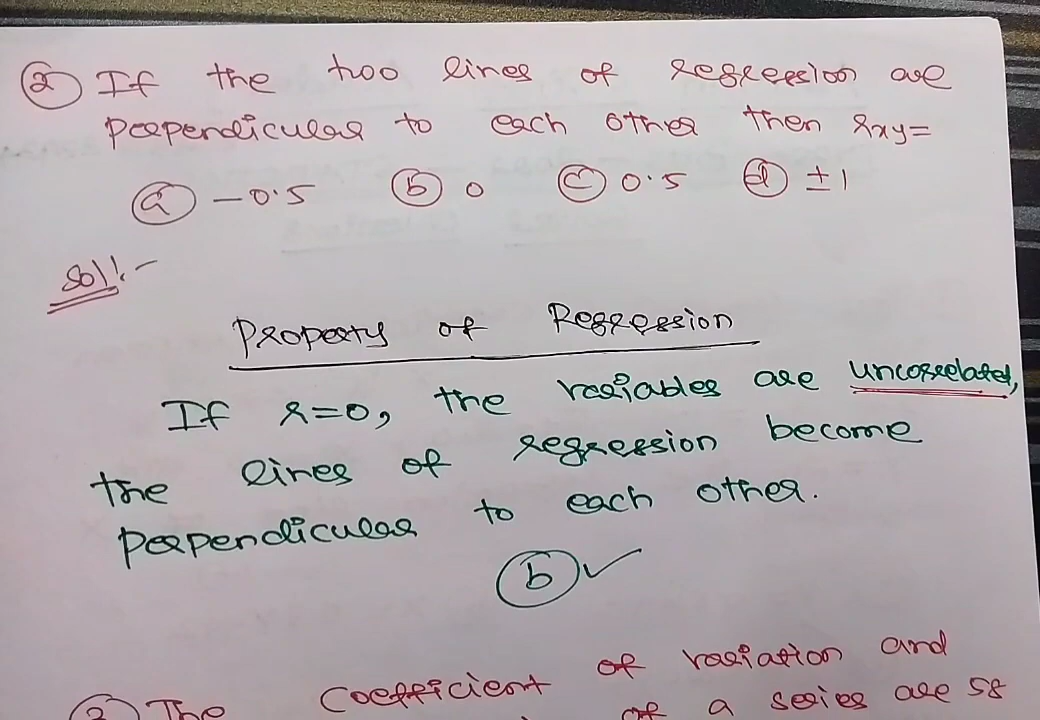 ② If the two lines of regression are
perpendicular to each other then rxy=
ⓐ -0.5 ⓑ 0 ⓒ 0.5 ⓓ ±1
Sol!:-
Property of Regression
If r=0, the variables are uncorrelated,
the lines of regression become
perpendicular to each other.
ⓑ ✓
③ The Coefficient of variation and
of a series are 58